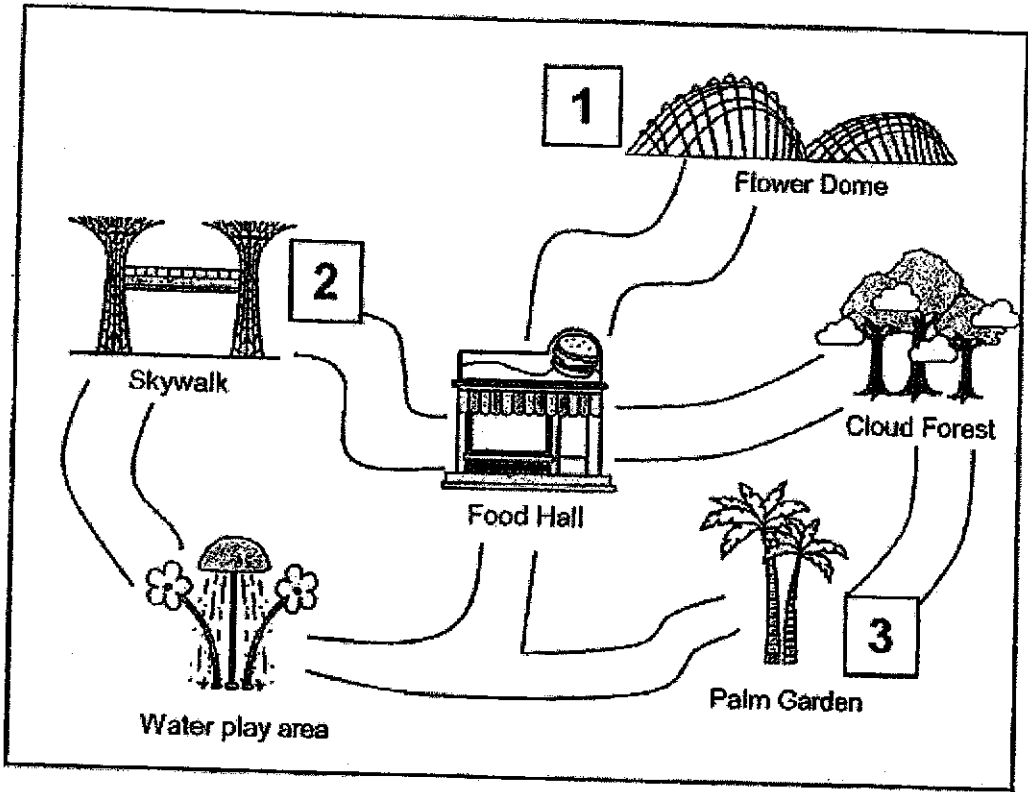 1
Flower Dome
2
Skywalk
Cloud Forest
Food Hall
3
Palm Garden
Water play area